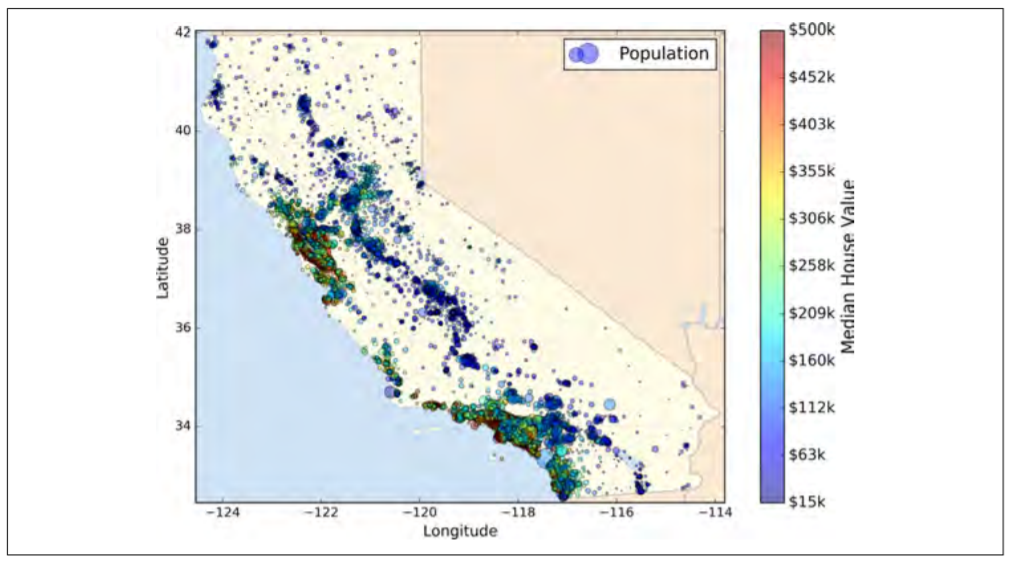 Population
42
40
38
36
34
Latitude
−124
−122
−120
−118
−116
−114
Longitude
$500k
$452k
$403k
$355k
$306k
$258k
$209k
$160k
$112k
$63k
$15k
Median House Value